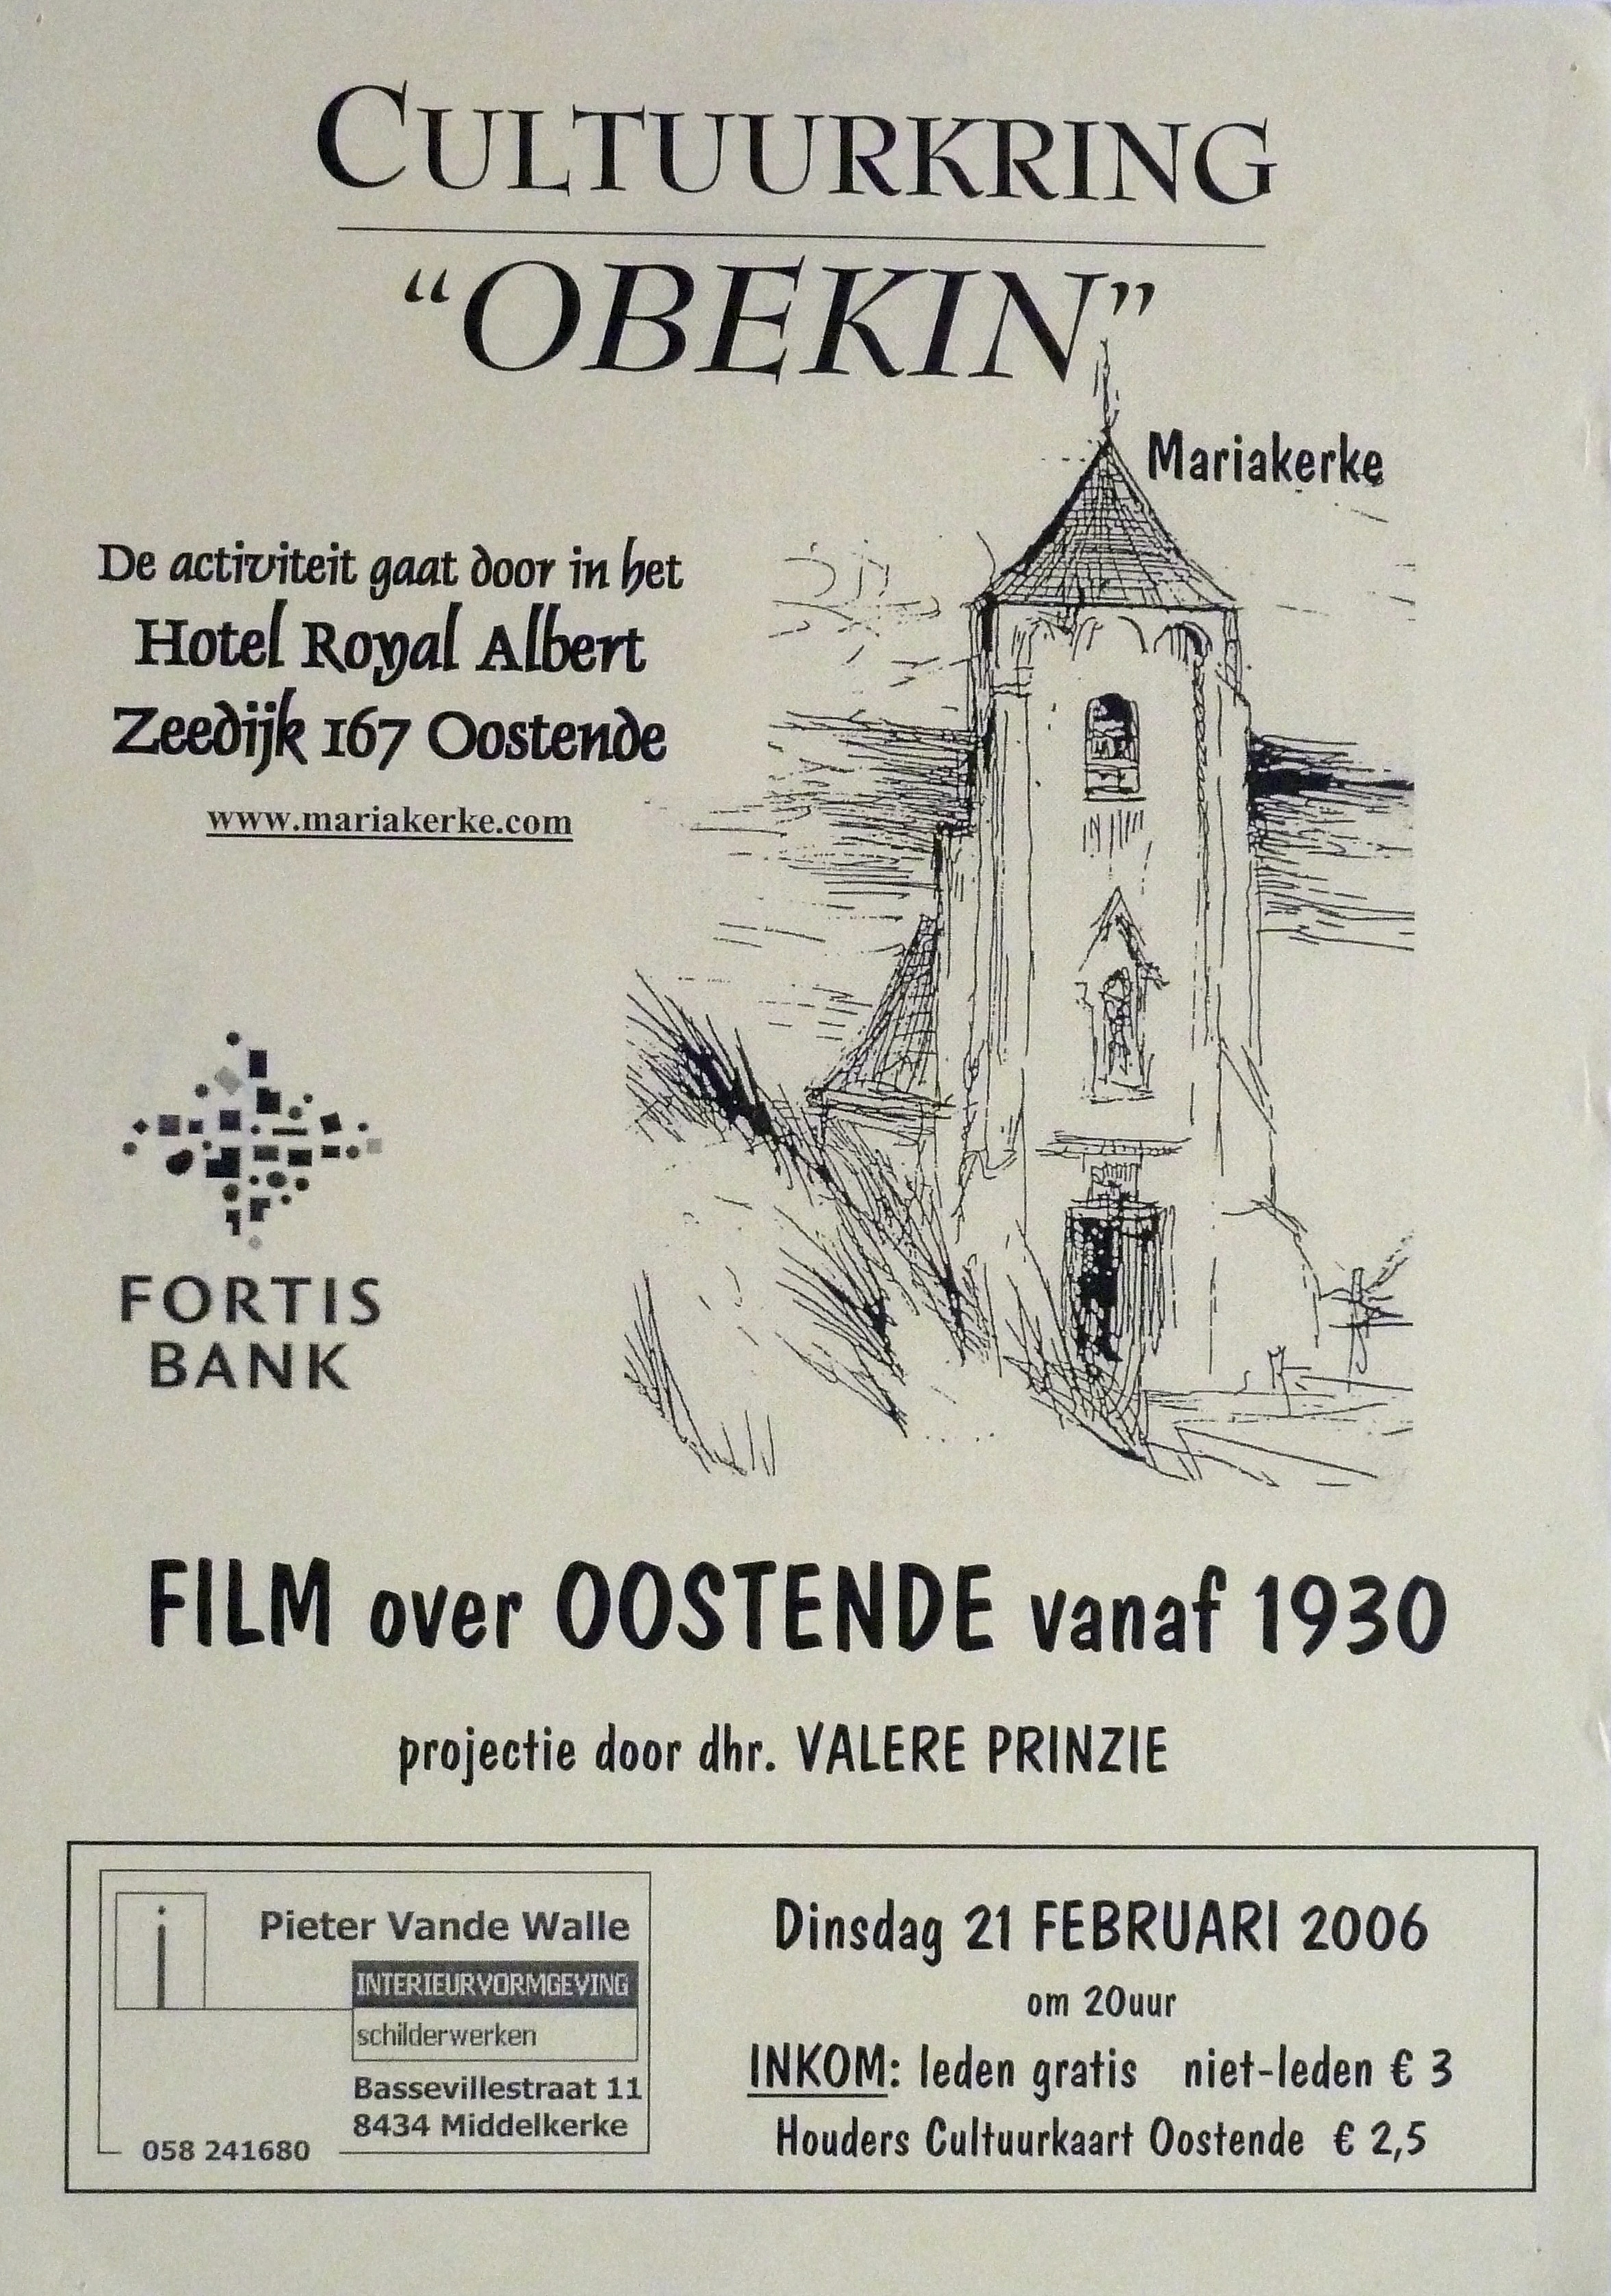 CULTUURKRING
“OBEKIN”
Mariakerke
De activiteit gaat door in het
Hotel Royal Albert
Zeedijk 167 Oostende
www.mariakerke.com
FORTIS
BANK
FILM over OOSTENDE vanaf 1930
projectie door dhr. VALERE PRINZIE
i
Pieter Vande Walle
INTERIEURVORMGEVING
schilderwerken
Bassevillestraat 11
8434 Middelkerke
058 241680
Dinsdag 21 FEBRUARI 2006
om 20uur
INKOM: leden gratis niet-leden € 3
Houders Cultuurkaart Oostende € 2,5